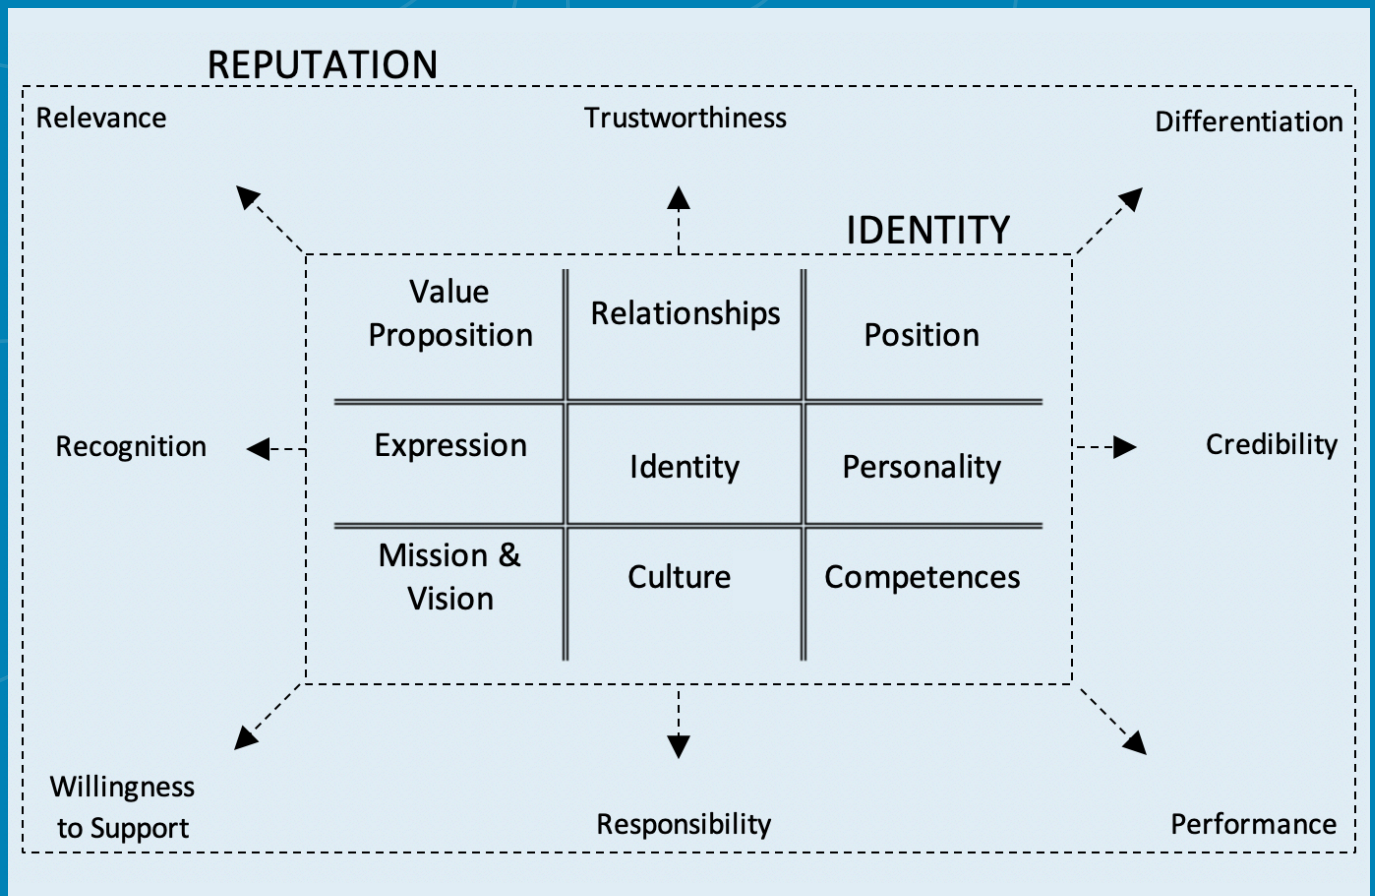 REPUTATION
Relevance
Trustworthiness
Differentiation
IDENTITY
Value
Proposition
Relationships
Position
Recognition
Expression
Identity
Personality
Credibility
Mission &
Vision
Culture
Competences
Willingness
to Support
Responsibility
Performance